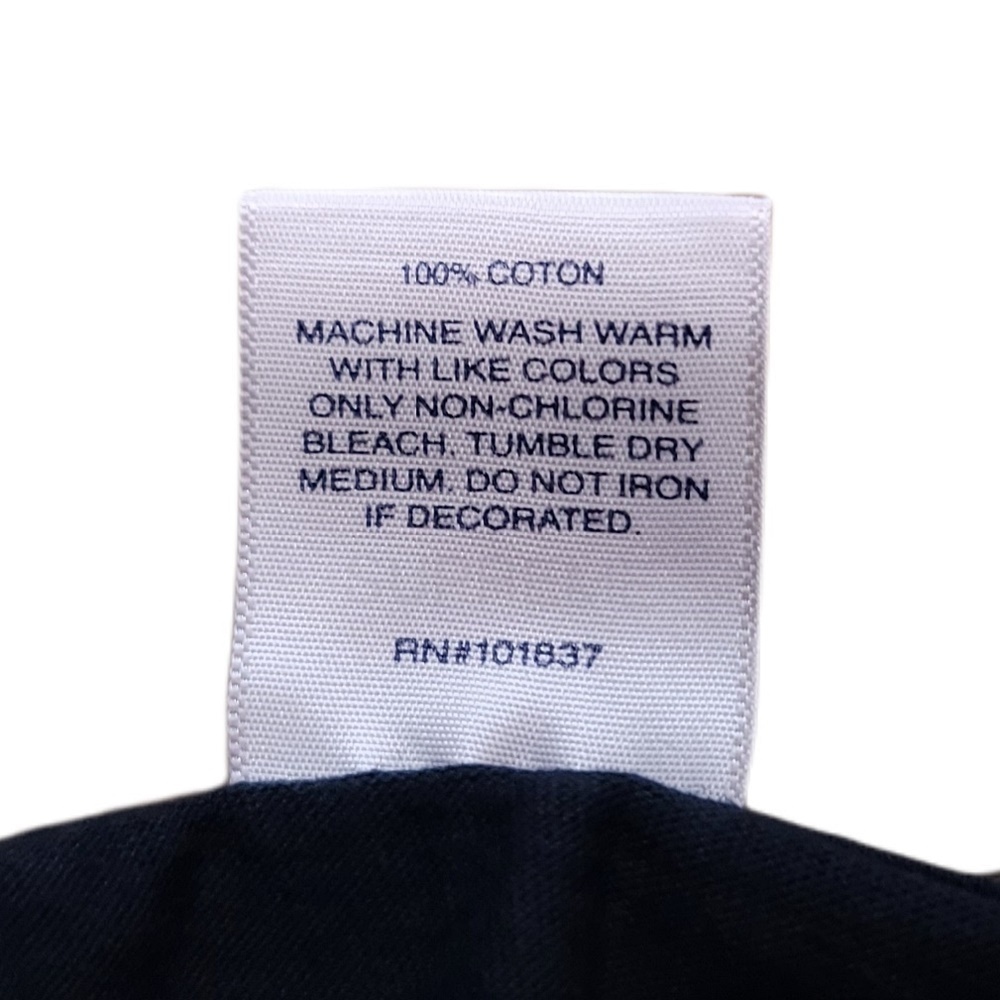 100% COTON
MACHINE WASH WARM
WITH LIKE COLORS
ONLY NON-CHLORINE
BLEACH. TUMBLE DRY
MEDIUM. DO NOT IRON
IF DECORATED.
RN#101837